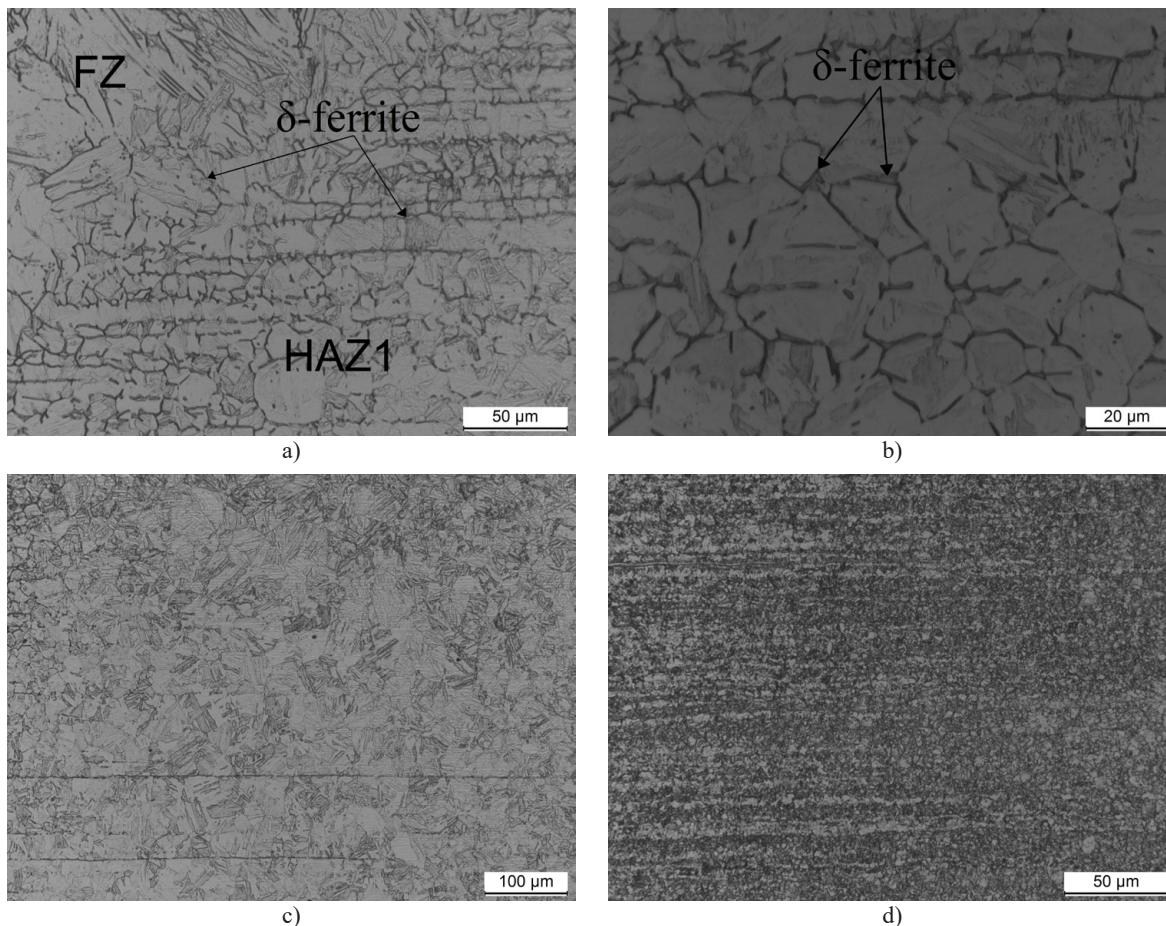 FZ
δ-ferrite
HAZ1
50 µm
a)
δ-ferrite
20 µm
b)
100 µm
c)
50 µm
d)